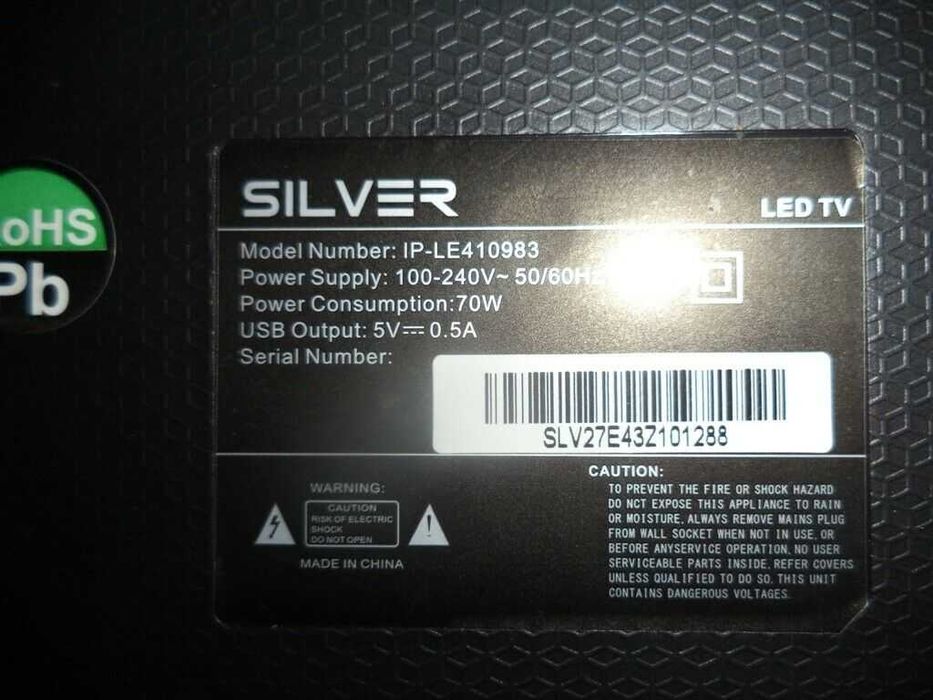 SILVER
LED TV
Model Number: IP-LE410983
Power Supply: 100-240V~ 50/60Hz
Power Consumption:70W
USB Output: 5V⎓ 0.5A
Serial Number:
SLV27E43Z101288
oHS
Pb
WARNING:
CAUTION
RISK OF ELECTRIC
SHOCK
DO NOT OPEN
MADE IN CHINA
CAUTION:
TO PREVENT THE FIRE OR SHOCK HAZARD
DO NOT EXPOSE THIS APPLIANCE TO RAIN
OR MOISTURE, ALWAYS REMOVE MAINS PLUG
FROM WALL SOCKET WHEN NOT IN USE, OR
BEFORE ANYSERVICE OPERATION, NO USER
SERVICEABLE PARTS INSIDE, REFER COVERS
UNLESS QUALIFIED TO DO SO. THIS UNIT
CONTAINS DANGEROUS VOLTAGES.